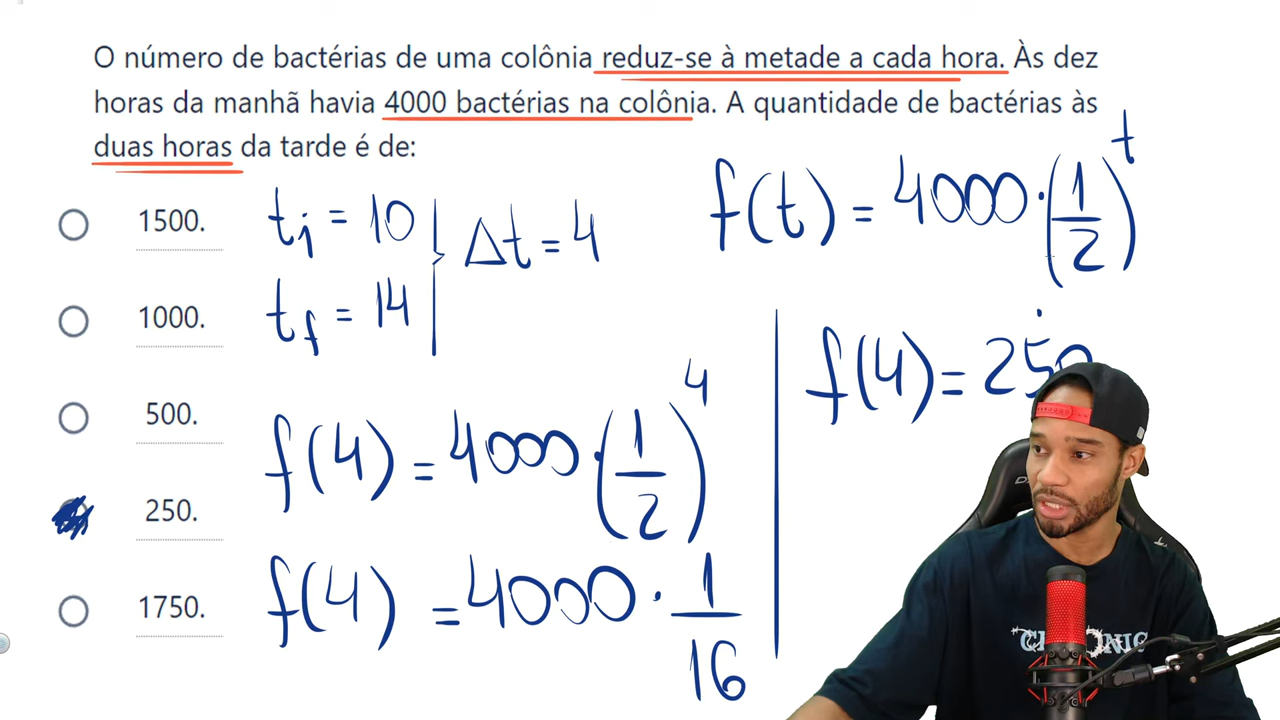 O número de bactérias de uma colônia reduz-se à metade a cada hora. Às dez
horas da manhã havia 4000 bactérias na colônia. A quantidade de bactérias às
duas horas da tarde é de:
1500.
1000.
500.
250.
1750.
ti = 10
tf = 14
Δt = 4
f(t) = 4000 · (1/2)^t
f(4) = 4000 · (1/2)^4
f(4) = 4000 · 1/16
f(4) = 250